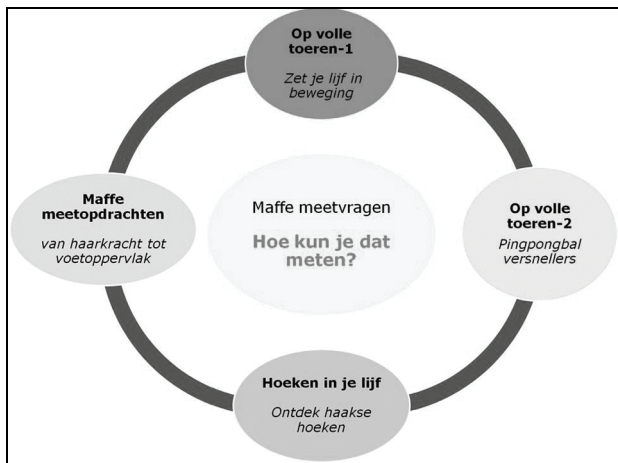 Op volle
toeren-1
Zet je lijf in
beweging
Maffe
meetopdrachten
van haarkracht tot
voetoppervlak
Maffe meetvragen
Hoe kun je dat
meten?
Op volle
toeren-2
Pingpongbal
versnellers
Hoeken in je lijf
Ontdek haakse
hoeken